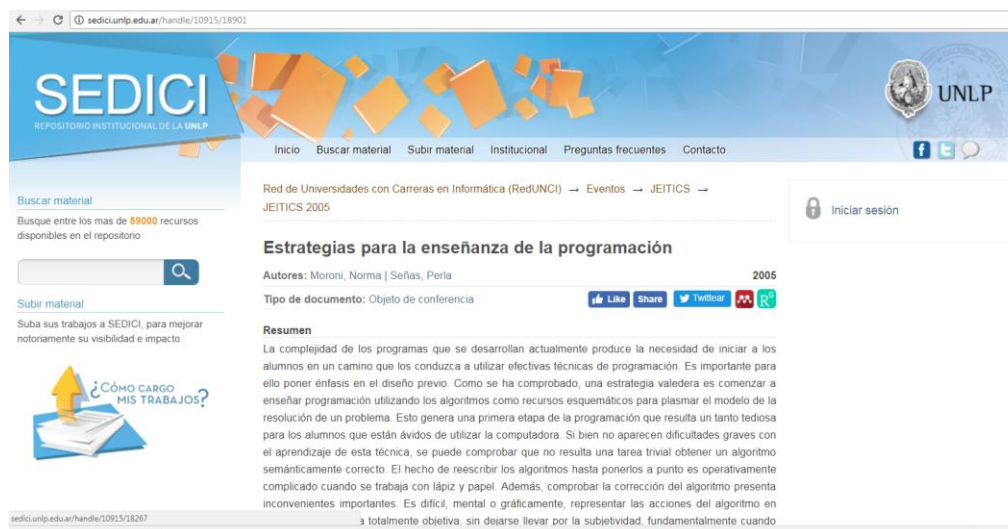 sedici.unlp.edu.ar/handle/10915/18901
SEDICI
REPOSITORIO INSTITUCIONAL DE LA UNLP
UNLP
Inicio Buscar material Subir material Institucional Preguntas frecuentes Contacto
Buscar material
Busque entre los mas de 59000 recursos
disponibles en el repositorio
Subir material
Suba sus trabajos a SEDICI, para mejorar
notoriamente su visibilidad e impacto
¿CÓMO CARGO
MIS TRABAJOS?
Red de Universidades con Carreras en Informática (RedUNCI) → Eventos → JEITICS →
JEITICS 2005
Estrategias para la enseñanza de la programación
Autores: Moroni, Norma | Señas, Perla 2005
Tipo de documento: Objeto de conferencia Like Share Twittear
Resumen
La complejidad de los programas que se desarrollan actualmente produce la necesidad de iniciar a los
alumnos en un camino que los conduzca a utilizar efectivas técnicas de programación. Es importante para
ello poner énfasis en el diseño previo. Como se ha comprobado, una estrategia valedera es comenzar a
enseñar programación utilizando los algoritmos como recursos esquemáticos para plasmar el modelo de la
resolución de un problema. Esto genera una primera etapa de la programación que resulta un tanto tediosa
para los alumnos que están ávidos de utilizar la computadora. Si bien no aparecen dificultades graves con
el aprendizaje de esta técnica, se puede comprobar que no resulta una tarea trivial obtener un algoritmo
semánticamente correcto. El hecho de reescribir los algoritmos hasta ponerlos a punto es operativamente
complicado cuando se trabaja con lápiz y papel. Además, comprobar la corrección del algoritmo presenta
inconvenientes importantes. Es difícil, mental o gráficamente, representar las acciones del algoritmo en
a totalmente objetiva, sin dejarse llevar por la subjetividad, fundamentalmente cuando
Iniciar sesión
sedici.unlp.edu.ar/handle/10915/18267